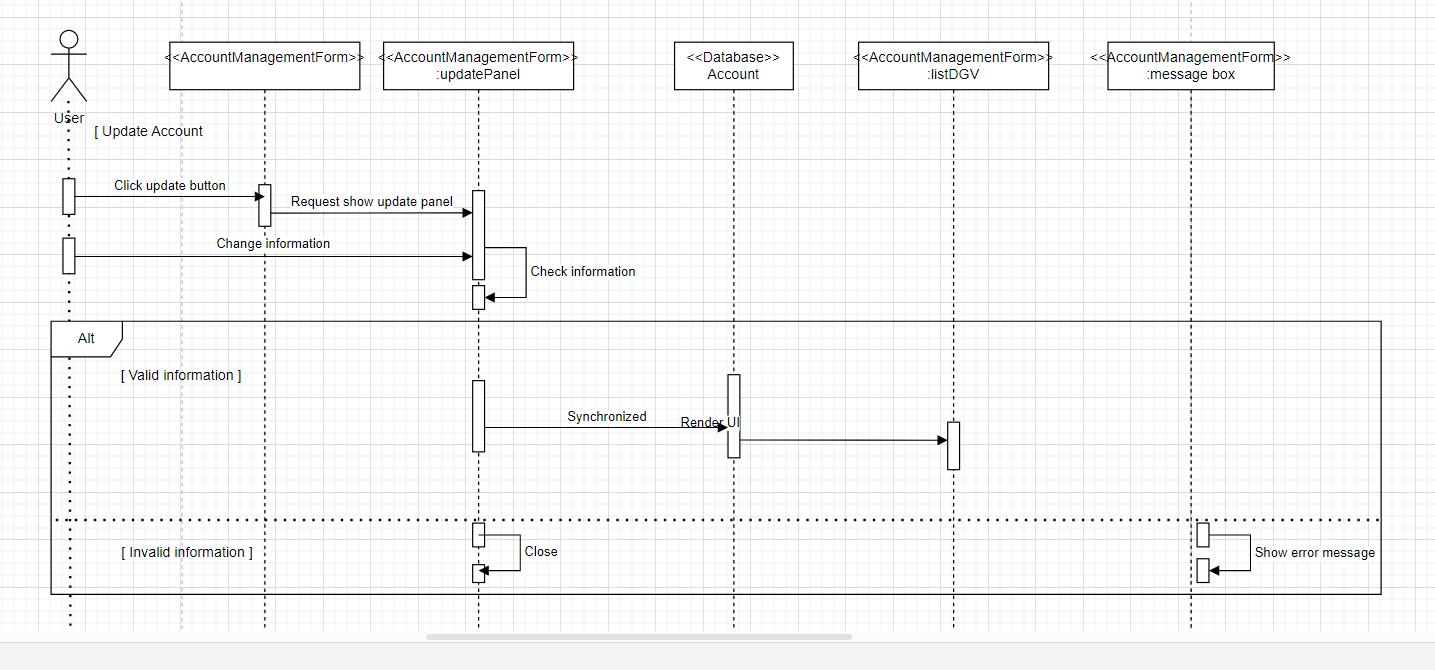 <<AccountManagementForm>>
<<AccountManagementForm>>
:updatePanel
<<Database>>
Account
<<AccountManagementForm>>
:listDGV
<<AccountManagementForm>>
:message box
User
[ Update Account
Click update button
Request show update panel
Change information
Check information
Alt
[ Valid information ]
Synchronized
Render UI
[ Invalid information ]
Close
Show error message